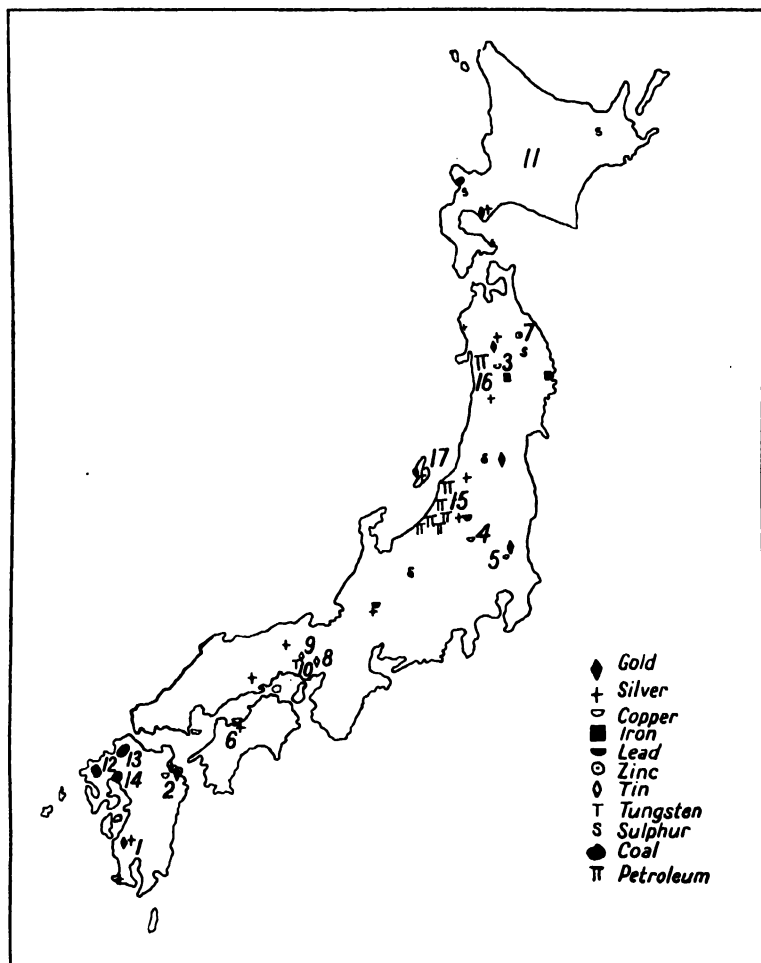 11
S
S
7
S
3
16
17
S
15
4
5
S
9
8
10
6
13
12
14
2
1
Gold
Silver
Copper
Iron
Lead
Zinc
Tin
T Tungsten
S Sulphur
Coal
Petroleum